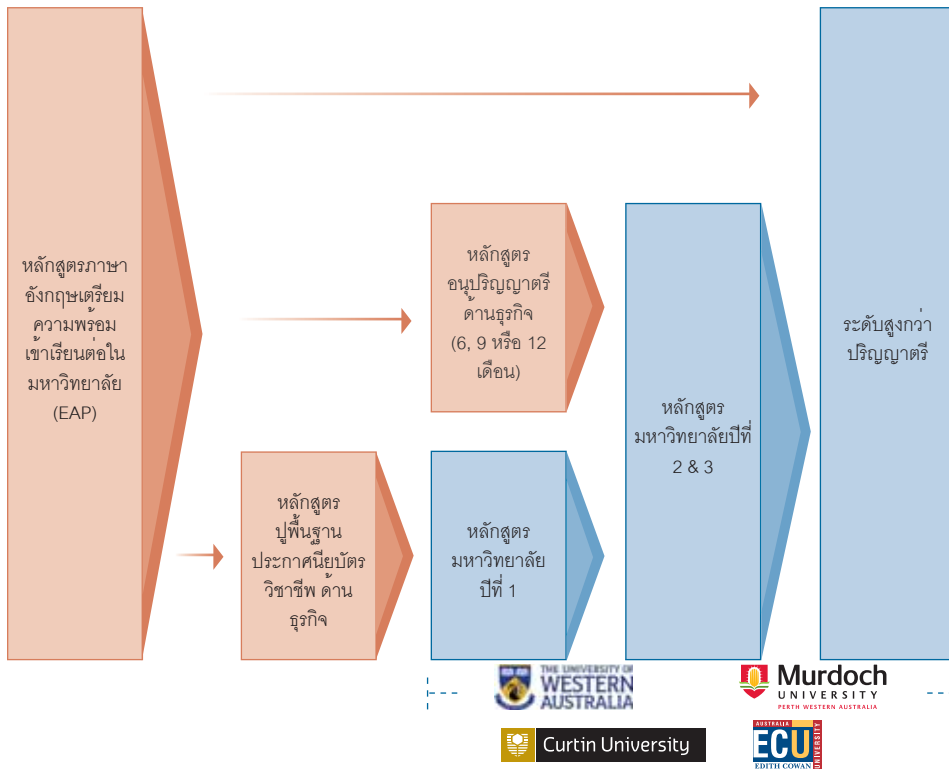 หลักสูตรภาษา
อังกฤษเตรียม
ความพร้อม
เข้าเรียนต่อใน
มหาวิทยาลัย
(EAP)
หลักสูตร
ปูพื้นฐาน
ประกาศนียบัตร
วิชาชีพ ด้าน
ธุรกิจ
หลักสูตร
อนุปริญญาตรี
ด้านธุรกิจ
(6, 9 หรือ 12
เดือน)
หลักสูตร
มหาวิทยาลัย
ปีที่ 1
หลักสูตร
มหาวิทยาลัยปีที่
2 & 3
ระดับสูงกว่า
ปริญญาตรี
THE UNIVERSITY OF
WESTERN
AUSTRALIA
Murdoch
UNIVERSITY
PERTH WESTERN AUSTRALIA
Curtin University
AUSTRALIA
ECU
EDITH COWAN
UNIVERSITY